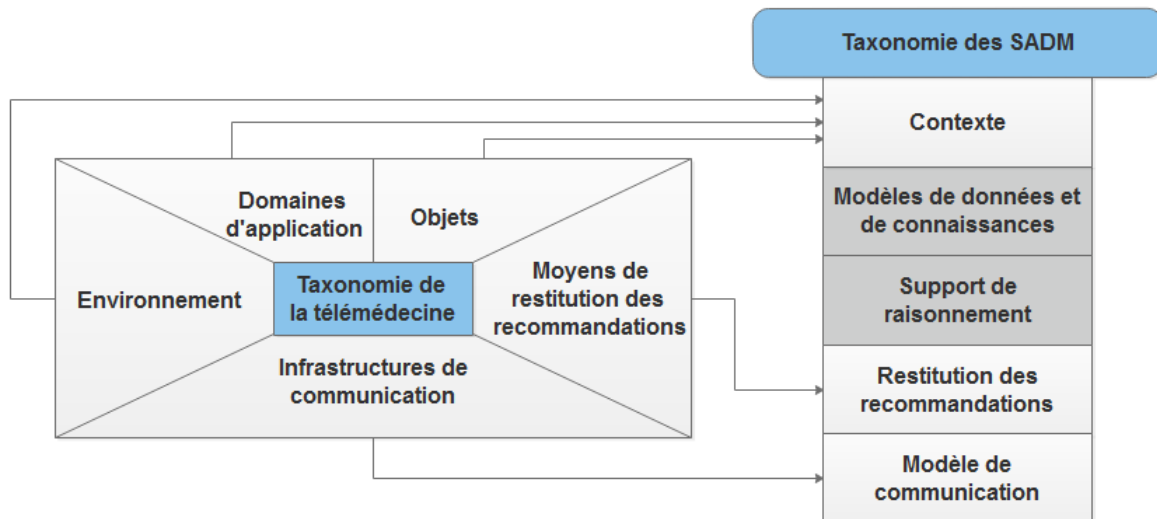 Taxonomie des SADM
Contexte
Modèles de données et
de connaissances
Support de
raisonnement
Restitution des
recommandations
Modèle de
communication
Domaines
d'application
Objets
Environnement
Taxonomie de
la télémédecine
Moyens de
restitution des
recommandations
Infrastructures de
communication